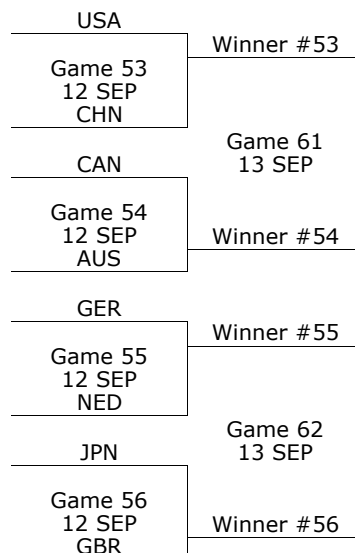 USA
Game 53
12 SEP
CHN
Winner #53
Game 61
13 SEP
CAN
Game 54
12 SEP
AUS
Winner #54
GER
Game 55
12 SEP
NED
Winner #55
Game 62
13 SEP
JPN
Game 56
12 SEP
GBR
Winner #56